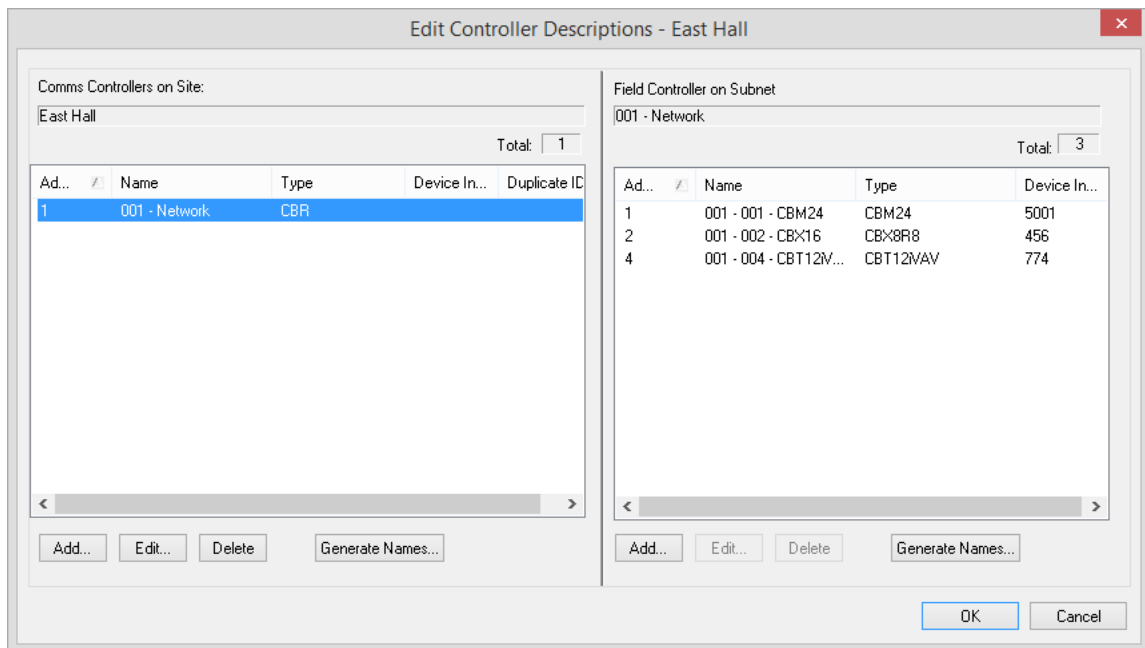 Edit Controller Descriptions - East Hall
Comms Controllers on Site:
East Hall
Total: 1
Ad... Name Type Device In... Duplicate ID
1 001 - Network CBR
Add... Edit... Delete Generate Names...
Field Controller on Subnet
001 - Network
Total: 3
Ad... Name Type Device In...
1 001 - 001 - CBM24 CBM24 5001
2 001 - 002 - CBX16 CBX8R8 456
4 001 - 004 - CBT12iV... CBT12iVAV 774
Add... Edit... Delete Generate Names...
OK Cancel